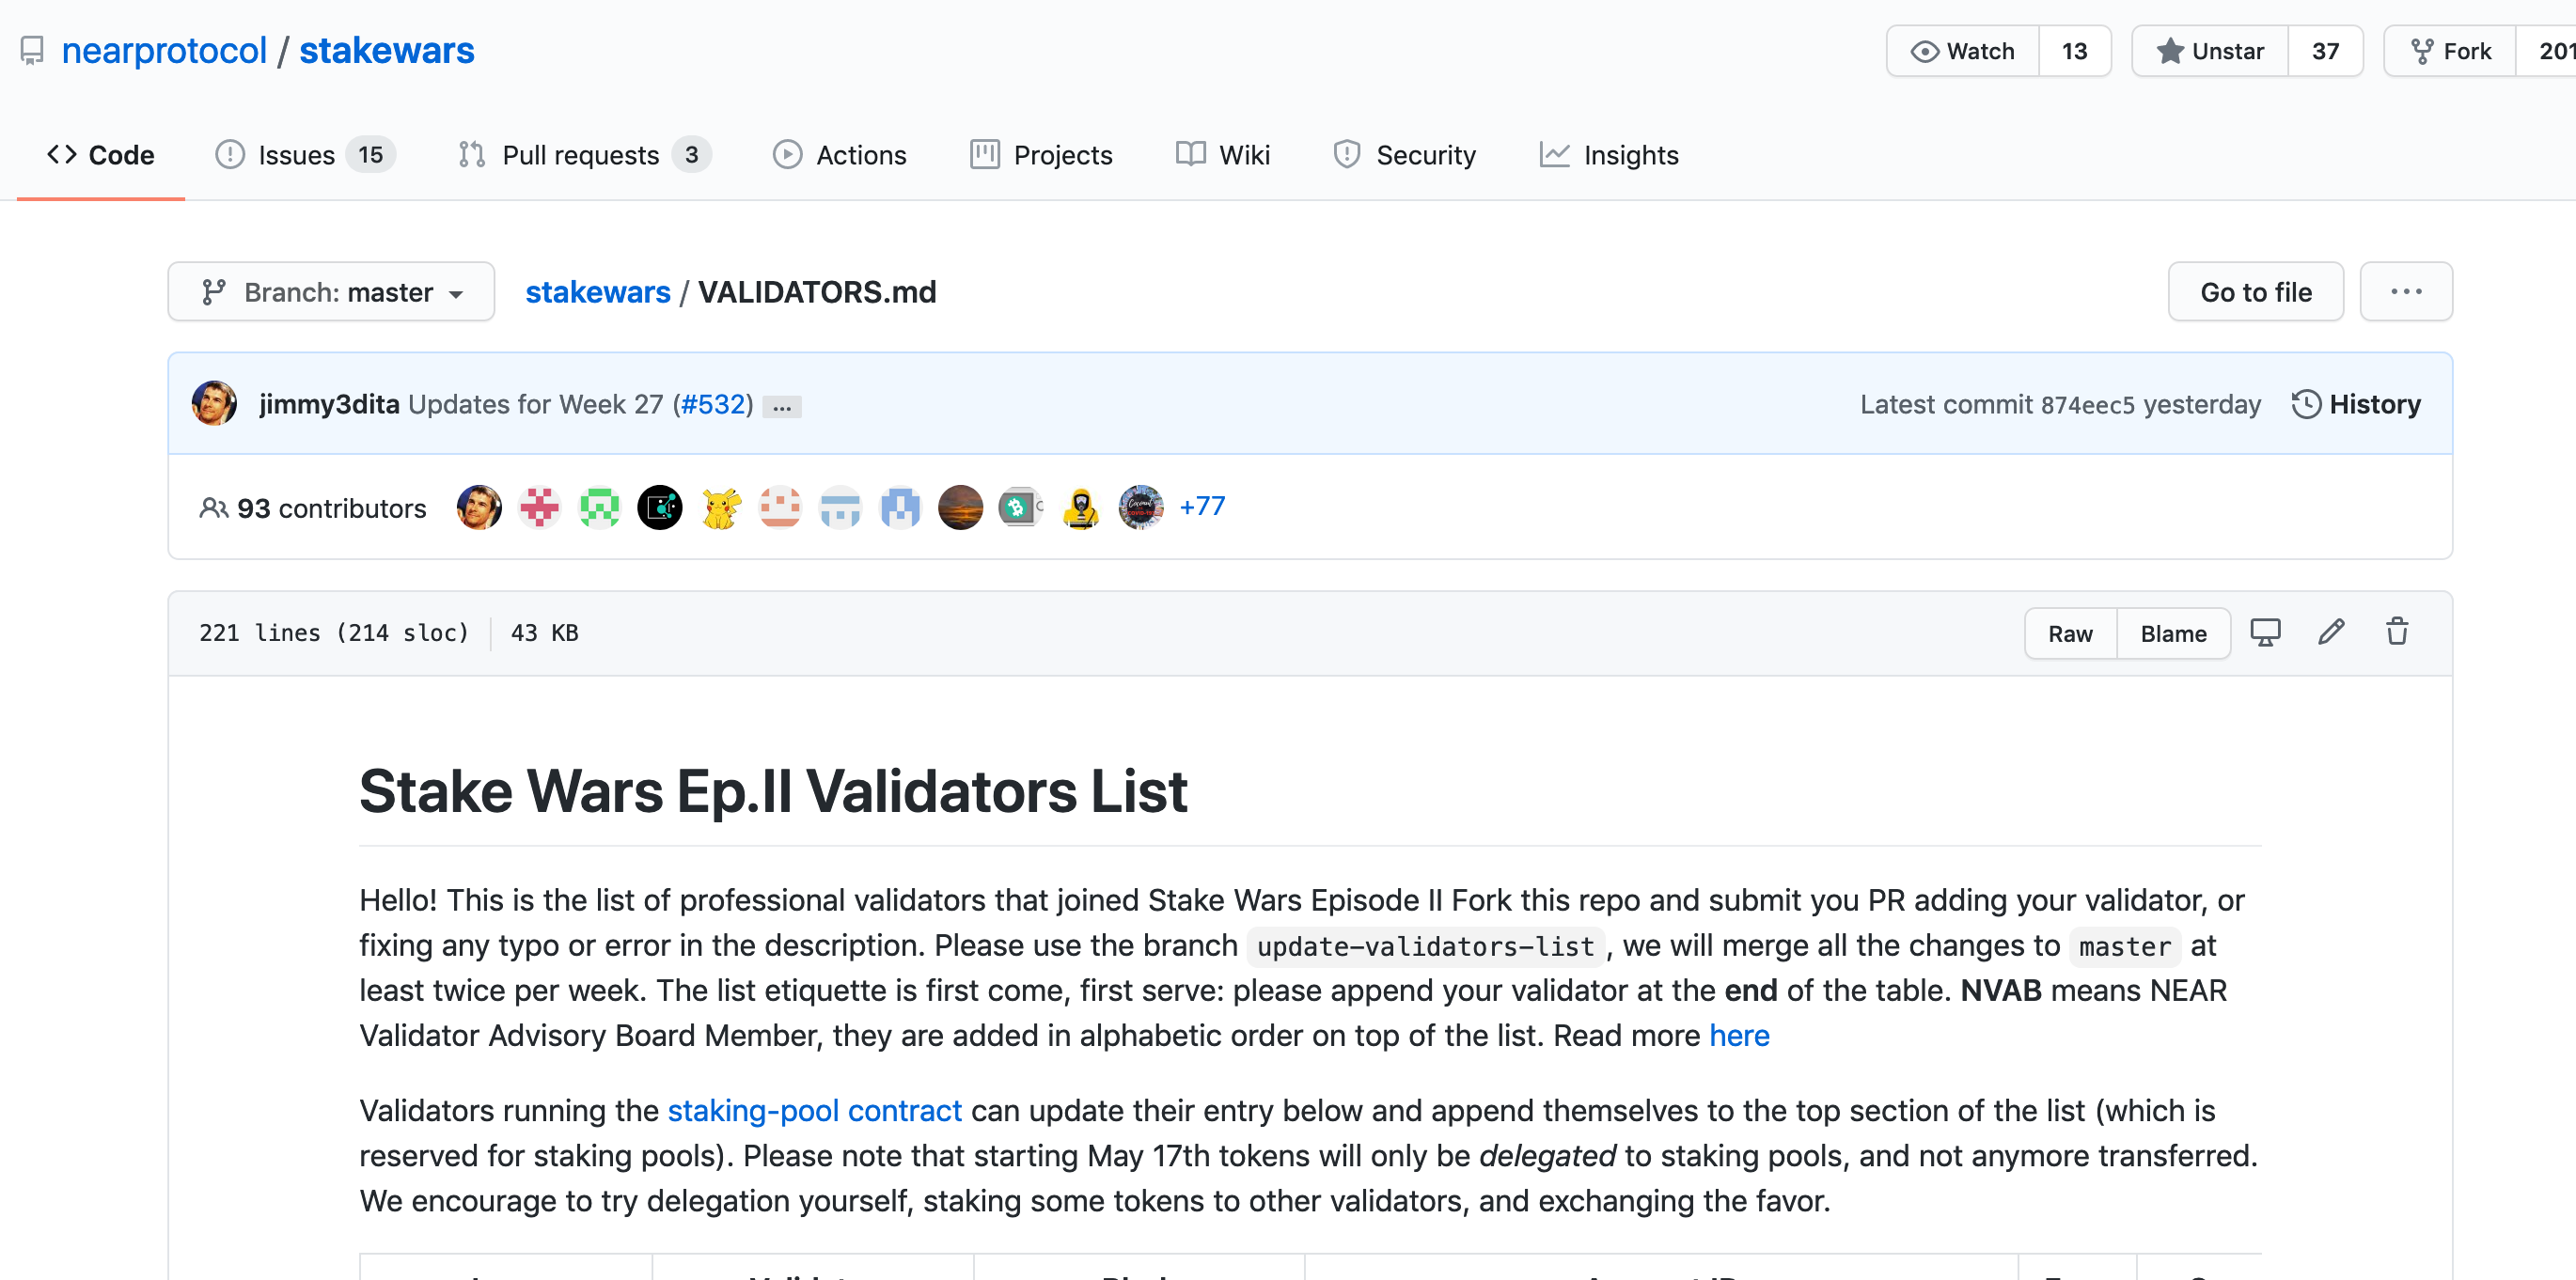 nearprotocol / stakewars
Watch 13
Unstar 37
Fork 201
Code
Issues 15
Pull requests 3
Actions
Projects
Wiki
Security
Insights
Branch: master
stakewars / VALIDATORS.md
Go to file
...
jimmy3dita Updates for Week 27 (#532) ...
Latest commit 874eec5 yesterday
History
93 contributors
+77
221 lines (214 sloc) 43 KB
Raw
Blame
Stake Wars Ep.II Validators List
Hello! This is the list of professional validators that joined Stake Wars Episode II Fork this repo and submit you PR adding your validator, or
fixing any typo or error in the description. Please use the branch update-validators-list, we will merge all the changes to master at
least twice per week. The list etiquette is first come, first serve: please append your validator at the end of the table. NVAB means NEAR
Validator Advisory Board Member, they are added in alphabetic order on top of the list. Read more here
Validators running the staking-pool contract can update their entry below and append themselves to the top section of the list (which is
reserved for staking pools). Please note that starting May 17th tokens will only be delegated to staking pools, and not anymore transferred.
We encourage to try delegation yourself, staking some tokens to other validators, and exchanging the favor.